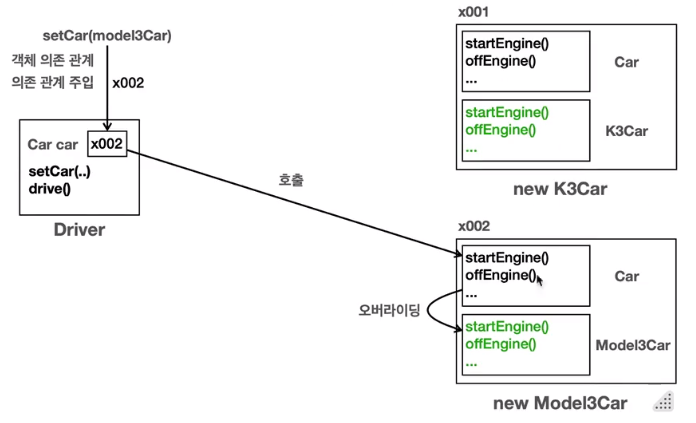 setCar(model3Car)
객체 의존 관계
의존 관계 주입
x002
Car car
x002
setCar(..)
drive()
Driver
호출
x001
startEngine()
offEngine()
...
Car
startEngine()
offEngine()
...
K3Car
new K3Car
x002
startEngine()
offEngine()
...
Car
오버라이딩
startEngine()
offEngine()
...
Model3Car
new Model3Car